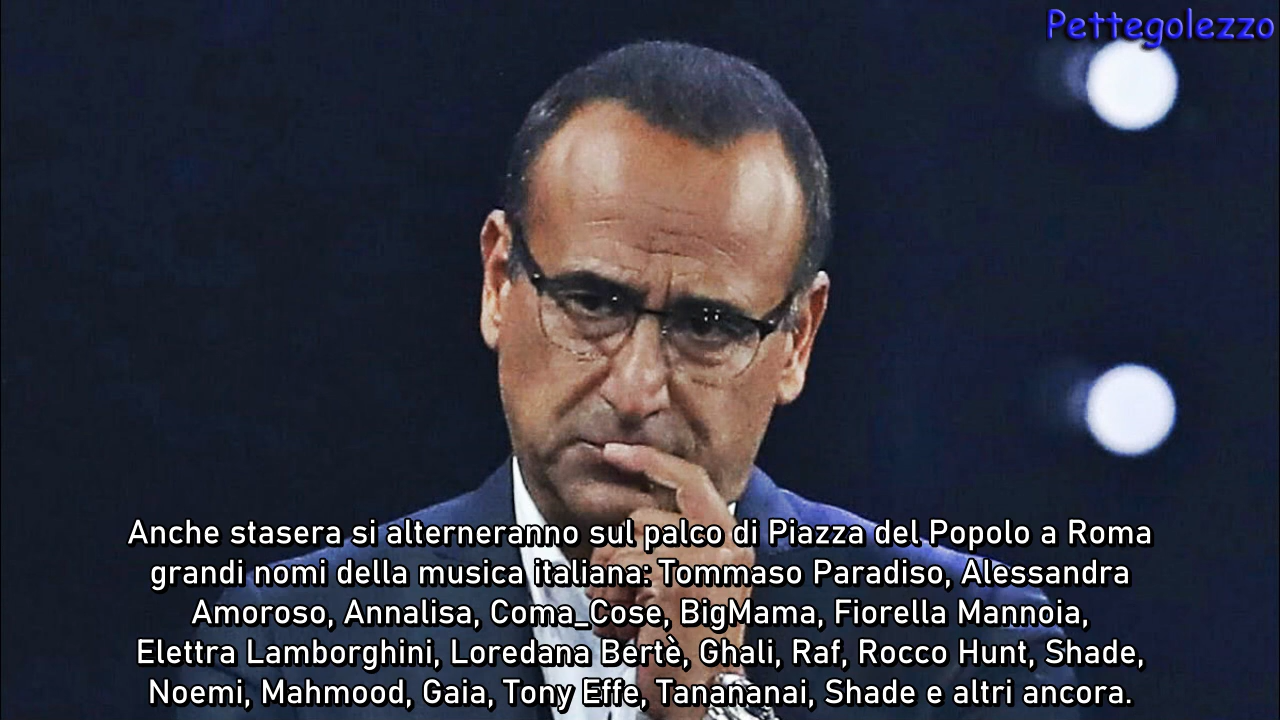 Pettegolezzo
Anche stasera si alterneranno sul palco di Piazza del Popolo a Roma
grandi nomi della musica italiana: Tommaso Paradiso, Alessandra
Amoroso, Annalisa, Coma_Cose, BigMama, Fiorella Mannoia,
Elettra Lamborghini, Loredana Bertè, Ghali, Raf, Rocco Hunt, Shade,
Noemi, Mahmood, Gaia, Tony Effe, Tanananai, Shade e altri ancora.